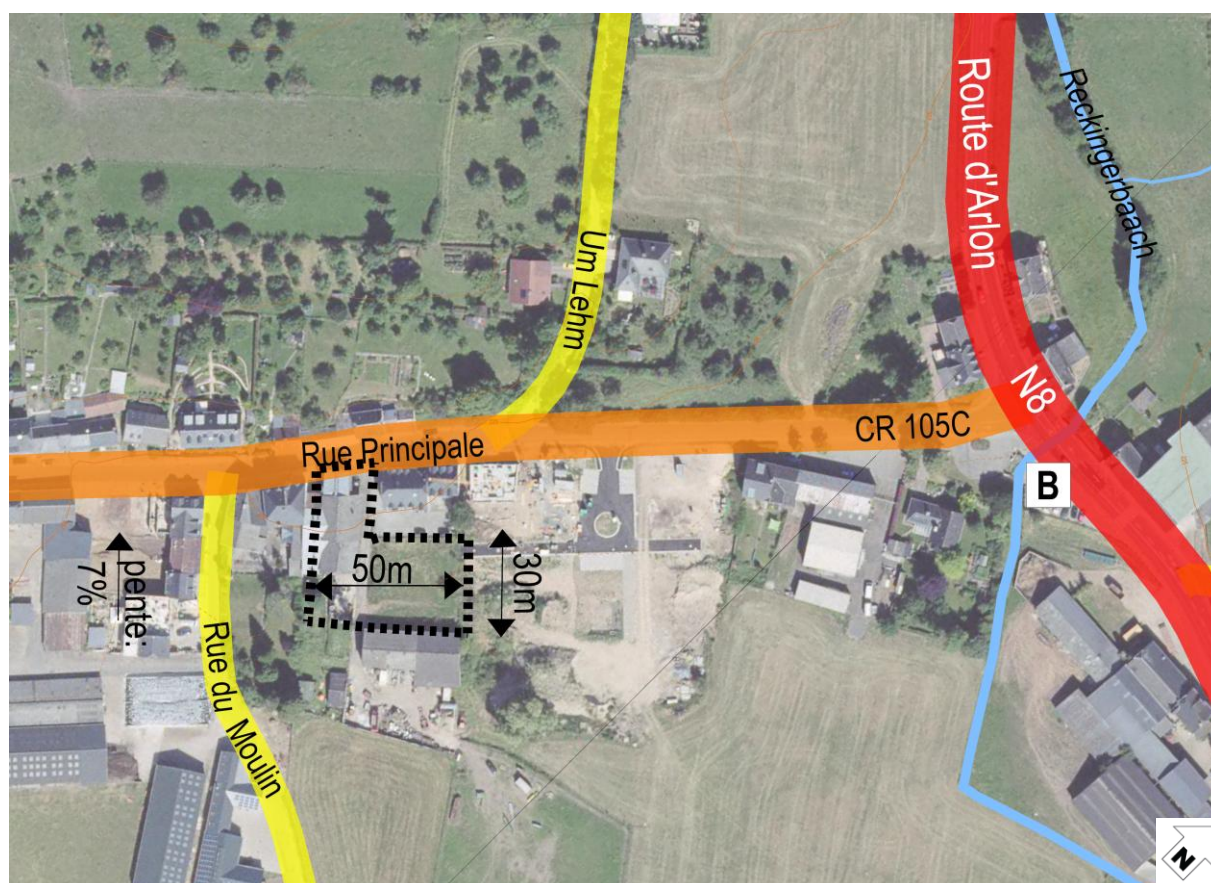 Route d'Arlon
Reckingerbaach
Um Lehm
N8
Rue Principale
CR 105C
B
pente:
7%
50m
30m
Rue du Moulin
N